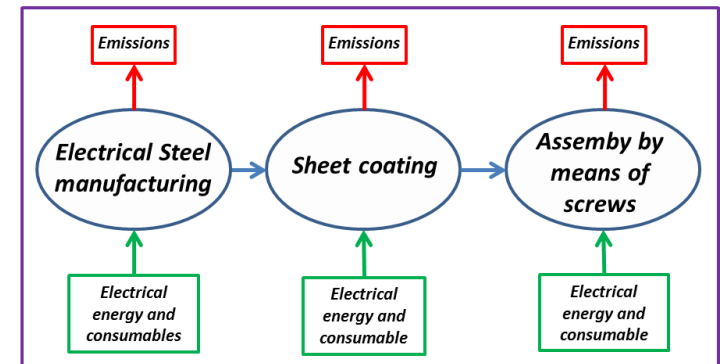 Emissions
Emissions
Emissions
Electrical Steel
manufacturing
Sheet coating
Assemby by
means of
screws
Electrical
energy and
consumables
Electrical
energy and
consumable
Electrical
energy and
consumable